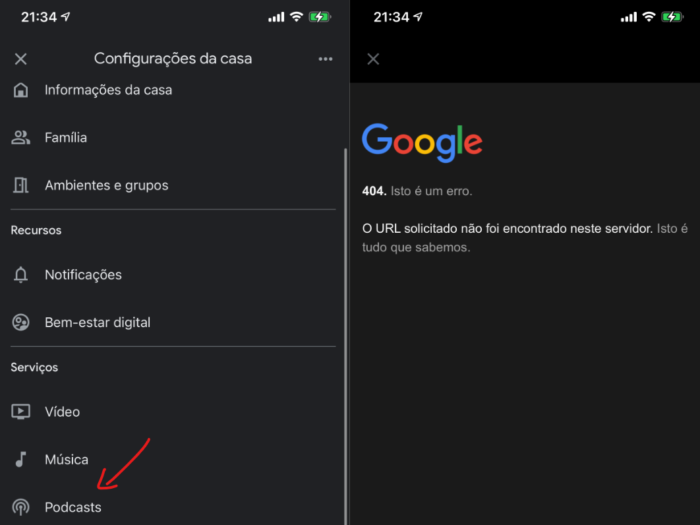 21:34
Configurações da casa
Informações da casa
Família
Ambientes e grupos
Recursos
Notificações
Bem-estar digital
Serviços
Vídeo
Música
Podcasts
21:34
Google
404. Isto é um erro.
O URL solicitado não foi encontrado neste servidor. Isto é
tudo que sabemos.